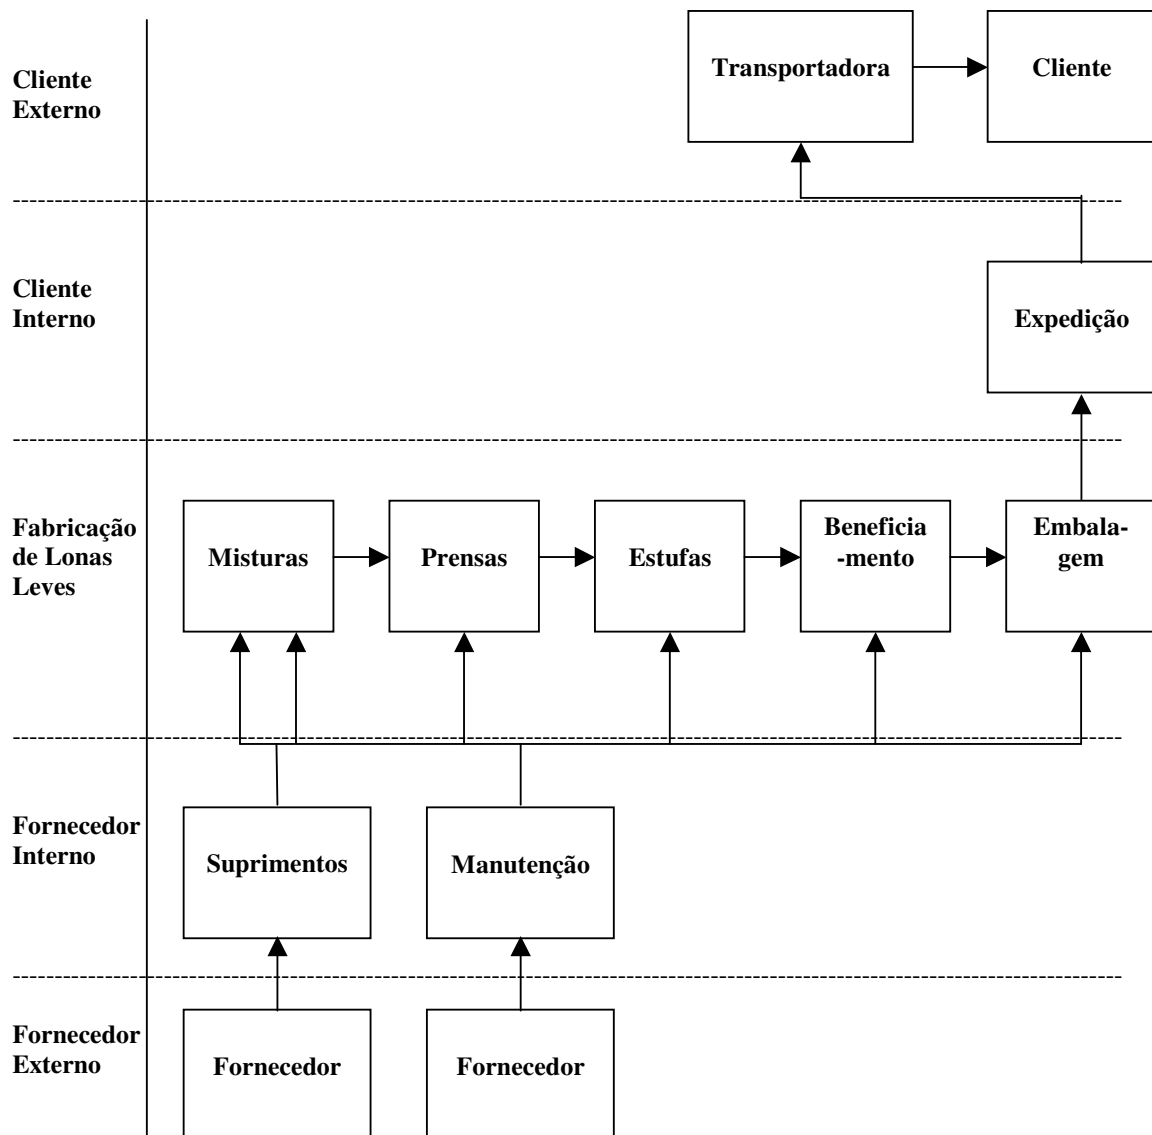 Transportadora
Cliente
Cliente
Externo
Cliente
Interno
Expedição
Fabricação
de Lonas
Leves
Misturas
Prensas
Estufas
Beneficia
-mento
Embala-
gem
Fornecedor
Interno
Suprimentos
Manutenção
Fornecedor
Externo
Fornecedor
Fornecedor